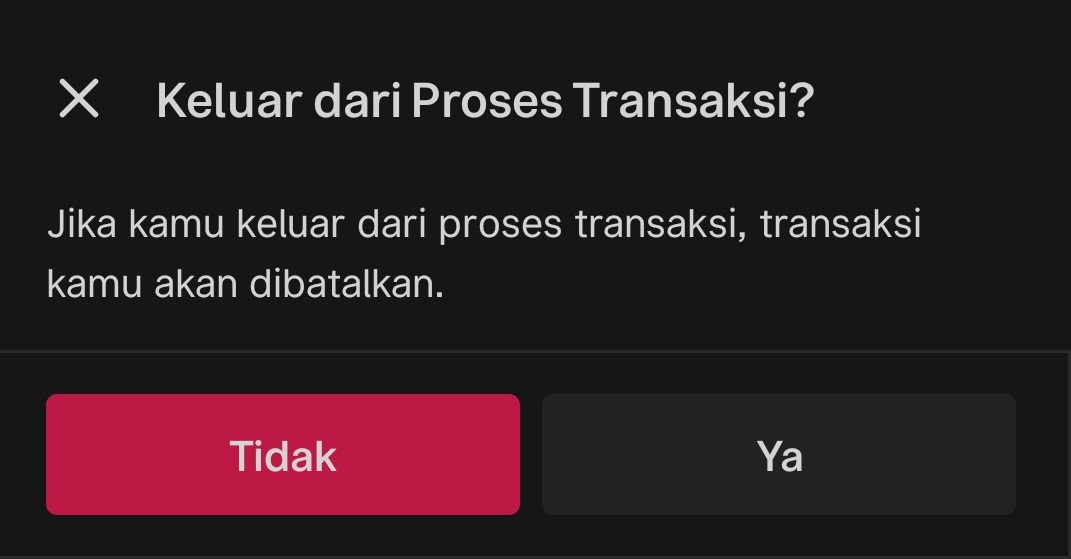 Keluar dari Proses Transaksi?
Jika kamu keluar dari proses transaksi, transaksi
kamu akan dibatalkan.
Tidak
Ya